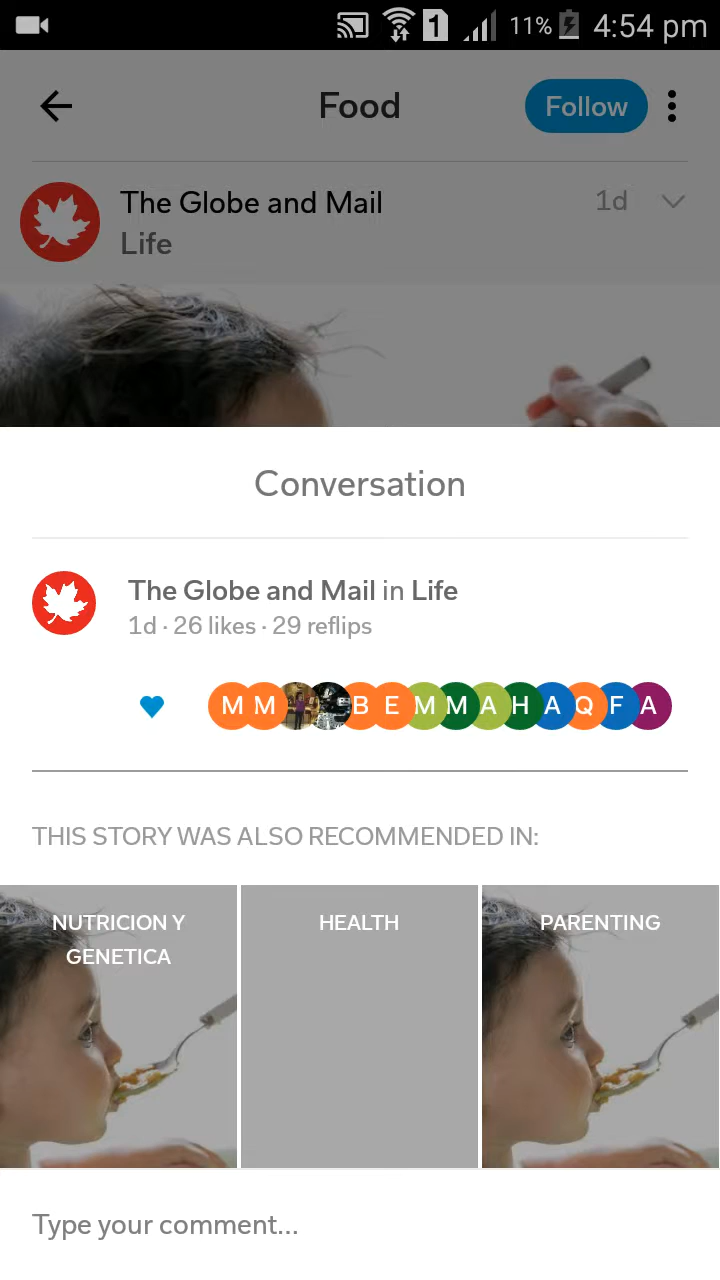 1 11% 4:54 pm
Food Follow
The Globe and Mail 1d
Life
Conversation
The Globe and Mail in Life
1d · 26 likes · 29 reflips
M M B E M M A H A Q F A
THIS STORY WAS ALSO RECOMMENDED IN:
NUTRICION Y
GENETICA
HEALTH
PARENTING
Type your comment...